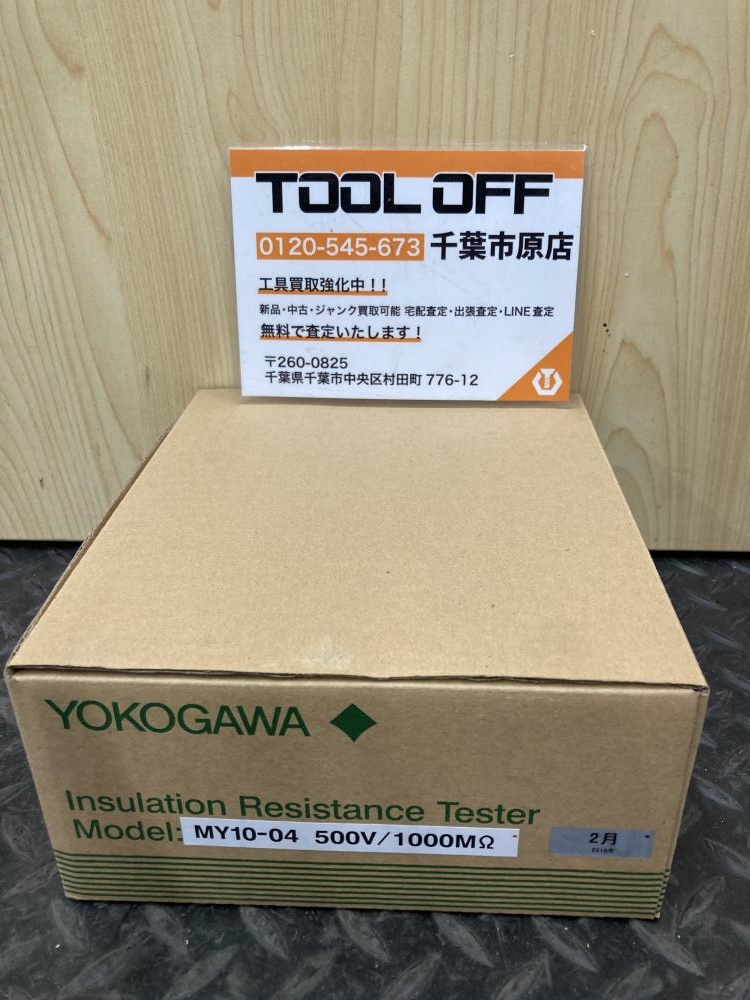 TOOL OFF
0120-545-673 千葉市原店
工具買取強化中!!
新品・中古・ジャンク買取可能 宅配査定・出張査定・LINE査定
無料で査定いたします!
〒260-0825
千葉県千葉市中央区村田町 776-12
YOKOGAWA
Insulation Resistance Tester
Model: MY10-04 500V/1000MΩ
2月